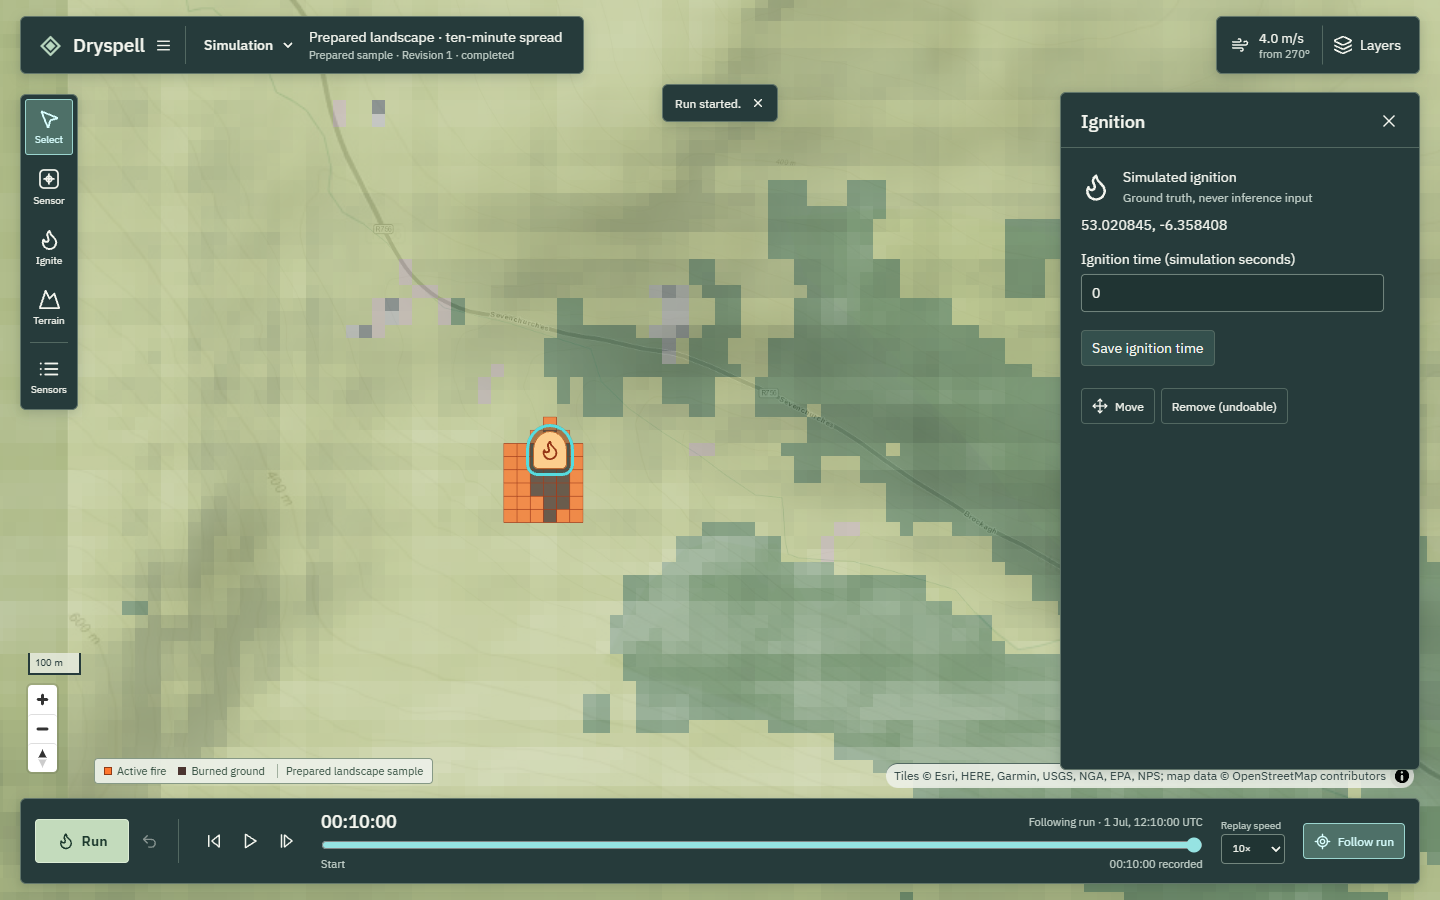 Dryspell
Simulation
Prepared landscape · ten-minute spread
Prepared sample · Revision 1 · completed
4.0 m/s
from 270°
Layers
Run started.
Select
Sensor
Ignite
Terrain
Sensors
Ignition
Simulated ignition
Ground truth, never inference input
53.020845, -6.358408
Ignition time (simulation seconds)
0
Save ignition time
Move
Remove (undoable)
400 m
600 m
100 m
Active fire
Burned ground
Prepared landscape sample
Tiles © Esri, HERE, Garmin, USGS, NGA, EPA, NPS; map data © OpenStreetMap contributors
Run
00:10:00
Following run · 1 Jul, 12:10:00 UTC
Start
00:10:00 recorded
Replay speed
10×
Follow run